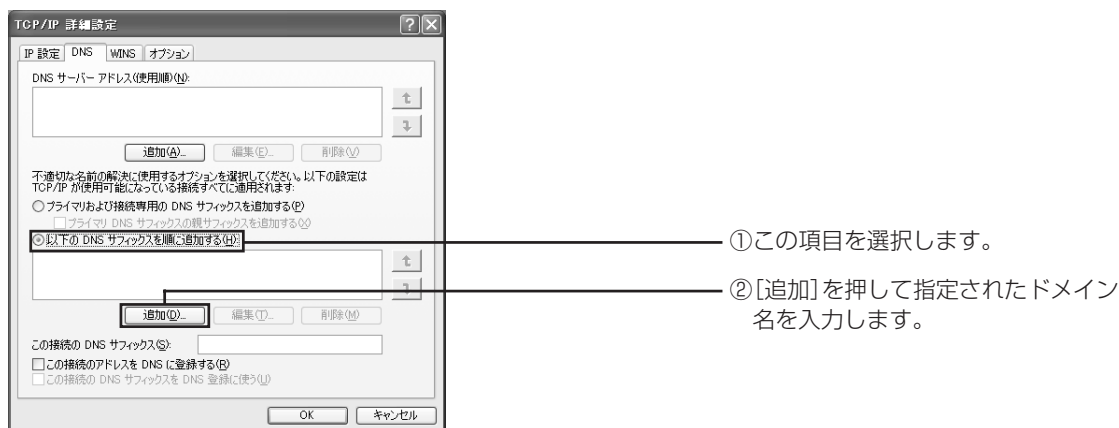 TCP/IP 詳細設定
IP 設定 DNS WINS オプション
DNS サーバー アドレス(使用順)(N):
追加(A)... 編集(E)... 削除(V)
不適切な名前の解決に使用するオプションを選択してください。以下の設定は
TCP/IP が使用可能になっている接続すべてに適用されます:
プライマリおよび接続専用の DNS サフィックスを追加する(P)
プライマリ DNS サフィックスの親サフィックスを追加する(X)
以下の DNS サフィックスを順に追加する(H):
①この項目を選択します。
②[追加]を押して指定されたドメイン
名を入力します。
追加(D)... 編集(T)... 削除(M)
この接続の DNS サフィックス(S):
この接続のアドレスを DNS に登録する(R)
この接続の DNS サフィックスを DNS 登録に使う(U)
OK キャンセル